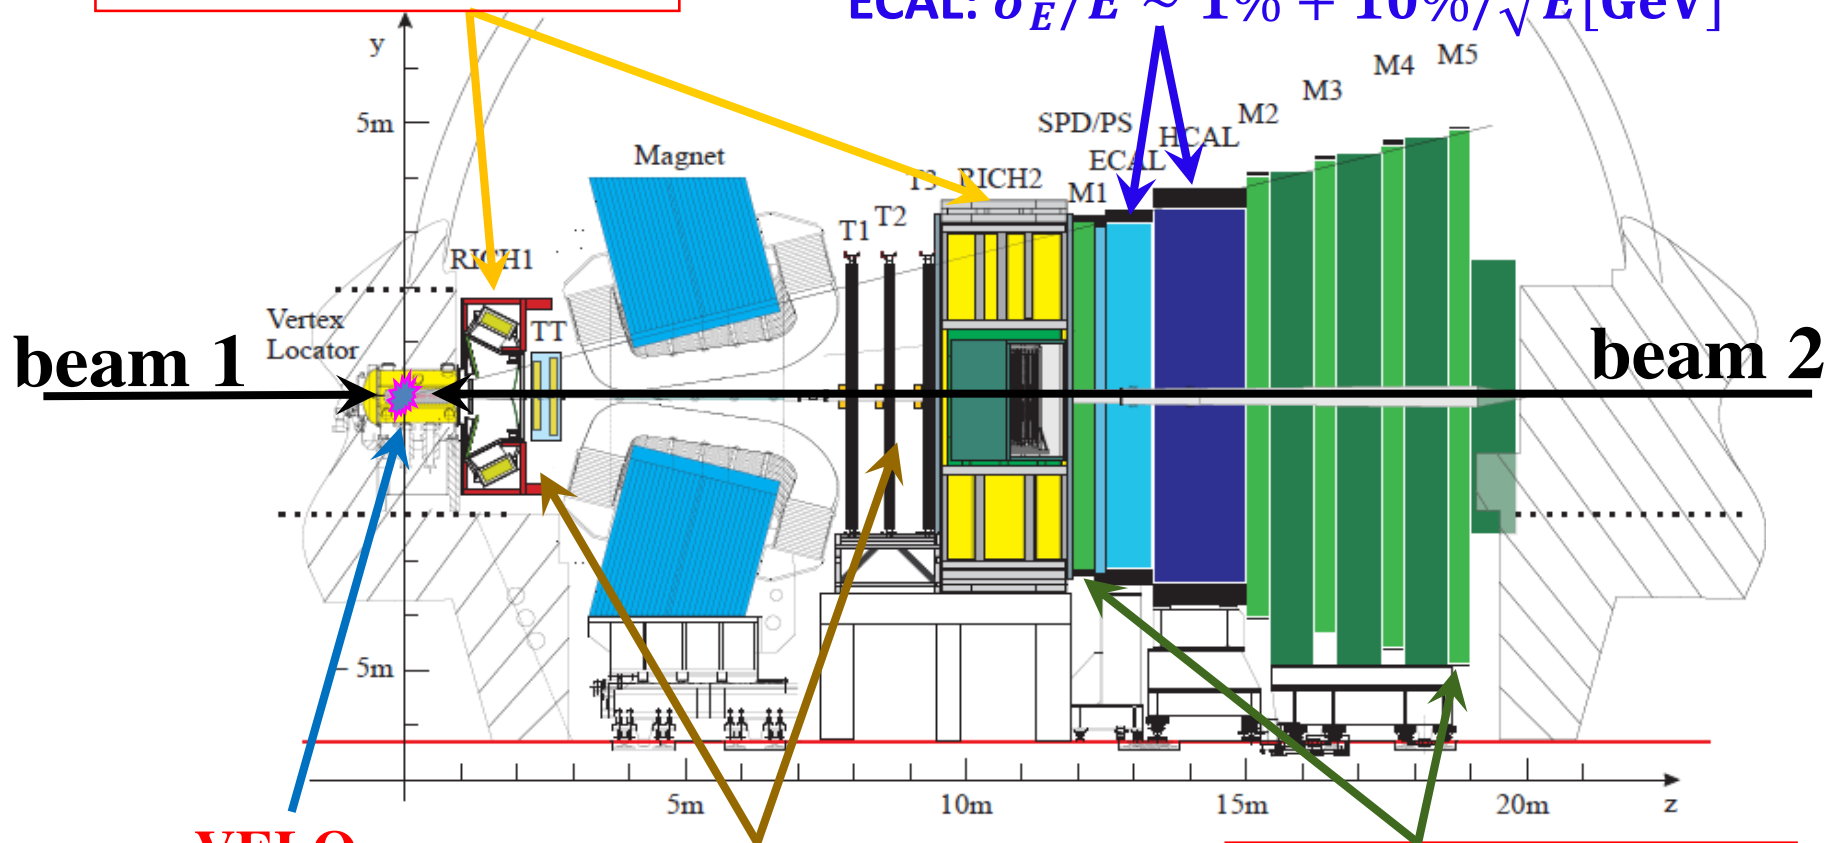 ECAL: σ_E/E ~ 1% + 10%/√E[GeV]
y
M5
M4
M3
M2
5m
SPD/PS
HCAL
Magnet
ECAL
T3 RICH2
M1
T2
T1
RICH1
Vertex
Locator
TT
beam 1
beam 2
5m
5m
10m
15m
20m
z
VELO